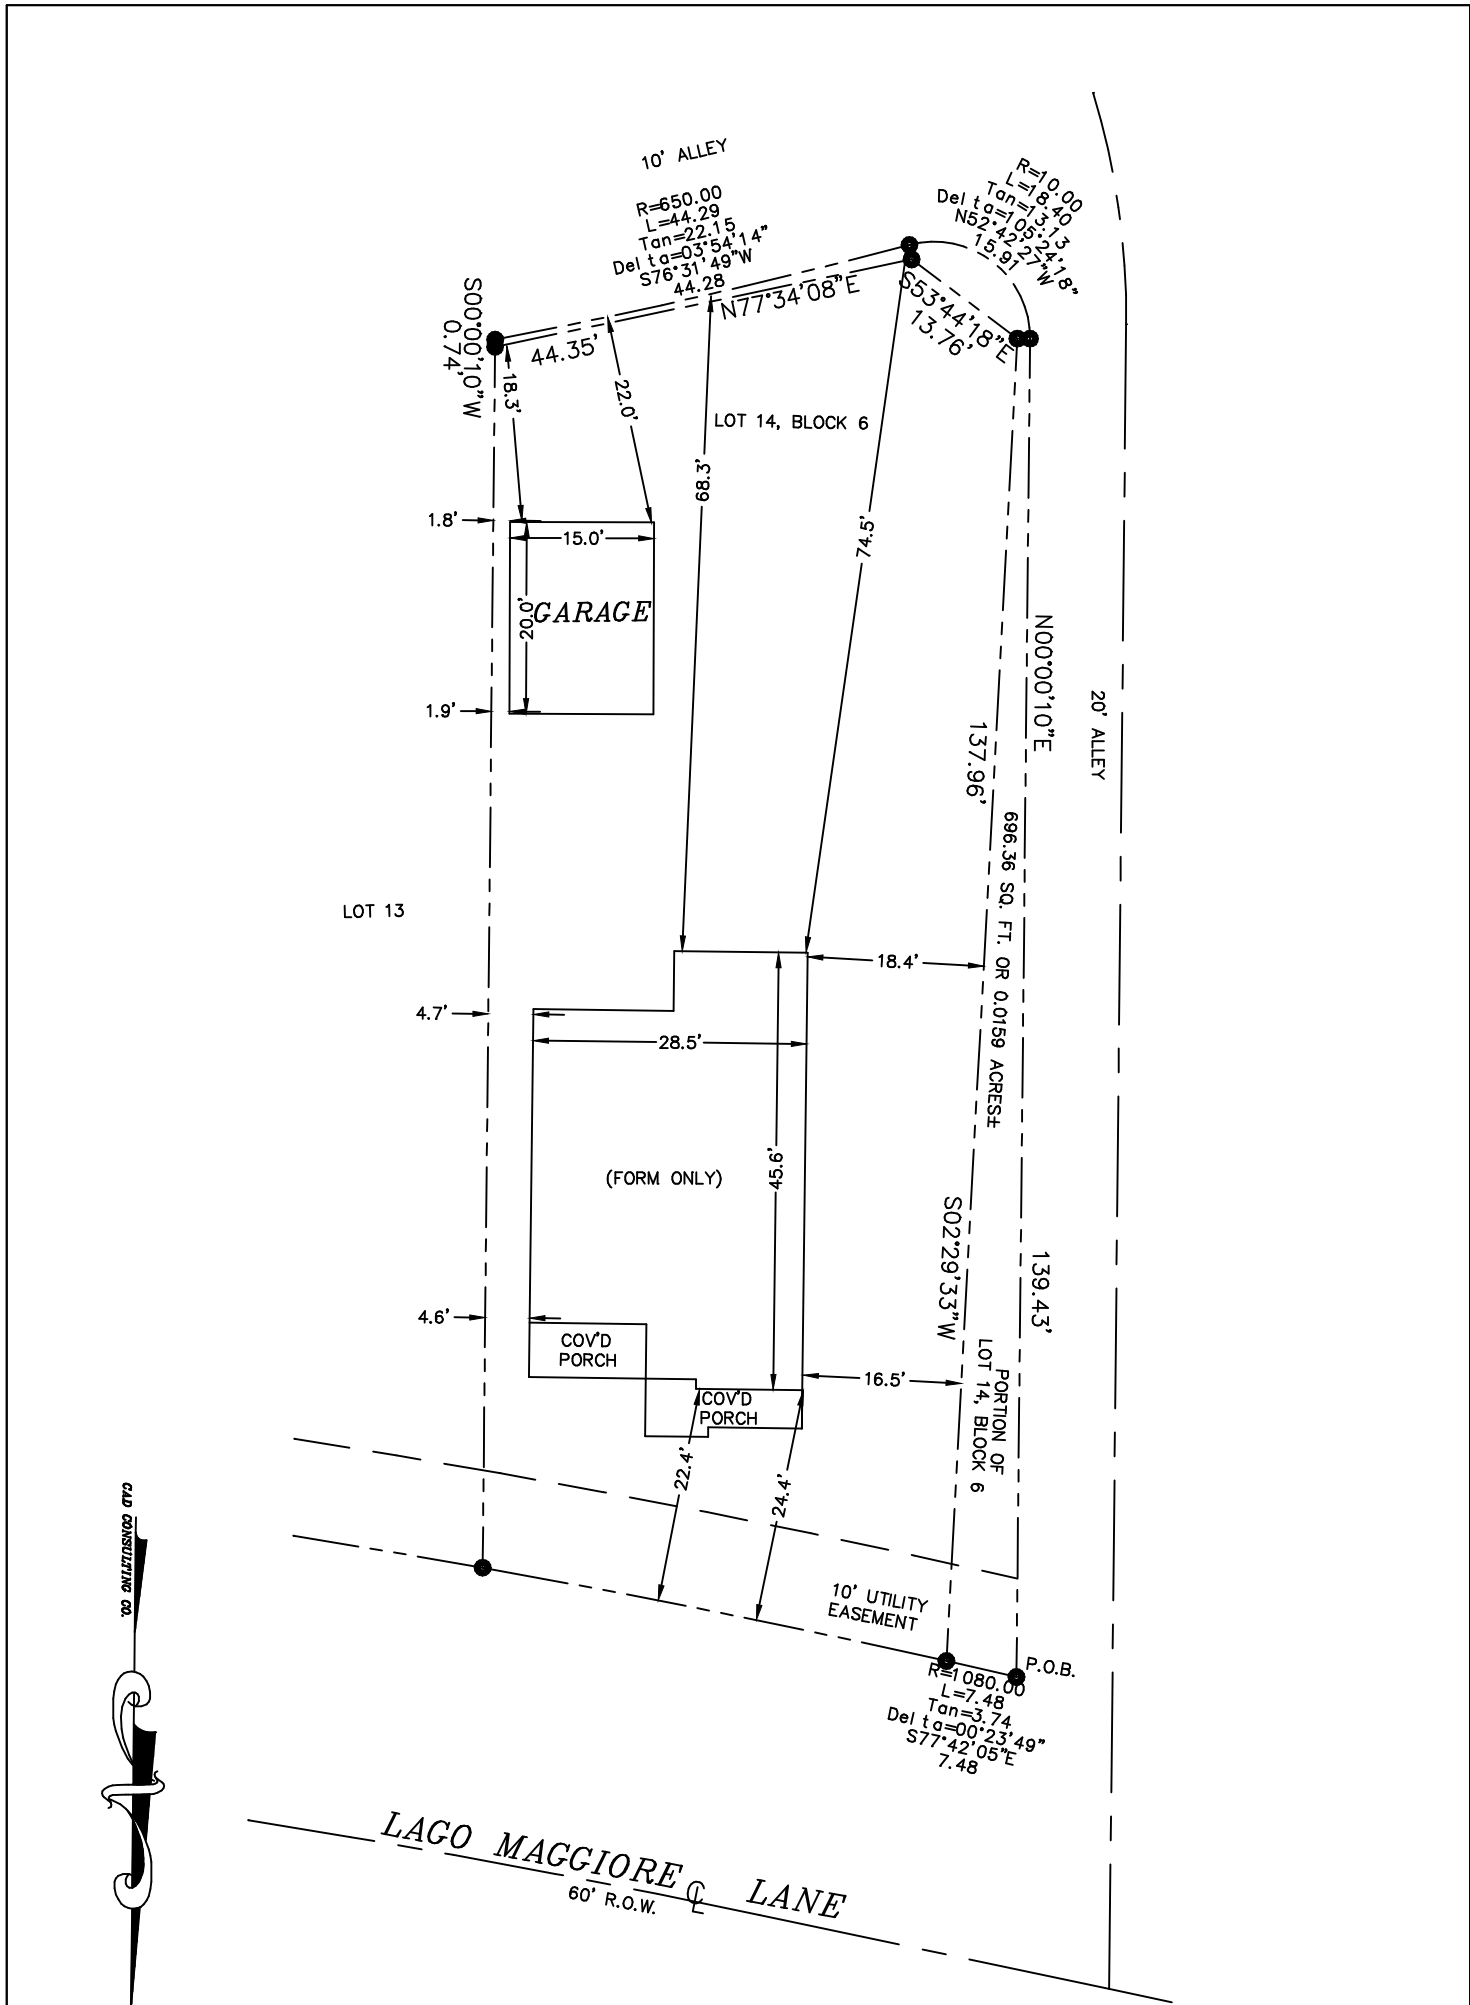 10' ALLEY
R=650.00
L=44.29
Tan=22.15
Delta=03°54'14"
S76°31'49"W
44.28
R=10.00
L=18.40
Tan=13.13
Delta=105°24'18"
N52°42'27"W
15.91
S00°00'10"W
0.74'
N77°34'08"E
44.35'
S53°44'18"E
13.76'
18.3'
22.0'
LOT 14, BLOCK 6
68.3'
74.5'
1.8'
15.0'
20.0'
GARAGE
1.9'
N00°00'10"E
139.43'
20' ALLEY
137.96'
S02°29'33"W
696.36 SQ. FT. OR 0.0159 ACRES±
LOT 13
18.4'
4.7'
28.5'
45.6'
(FORM ONLY)
4.6'
COV'D
PORCH
16.5'
COV'D
PORCH
PORTION OF
LOT 14, BLOCK 6
22.4'
24.4'
10' UTILITY
EASEMENT
P.O.B.
R=1080.00
L=7.48
Tan=3.74
Delta=00°23'49"
S77°42'05"E
7.48
CAD CONSULTING CO.
LAGO MAGGIORE LANE
60' R.O.W.
℄